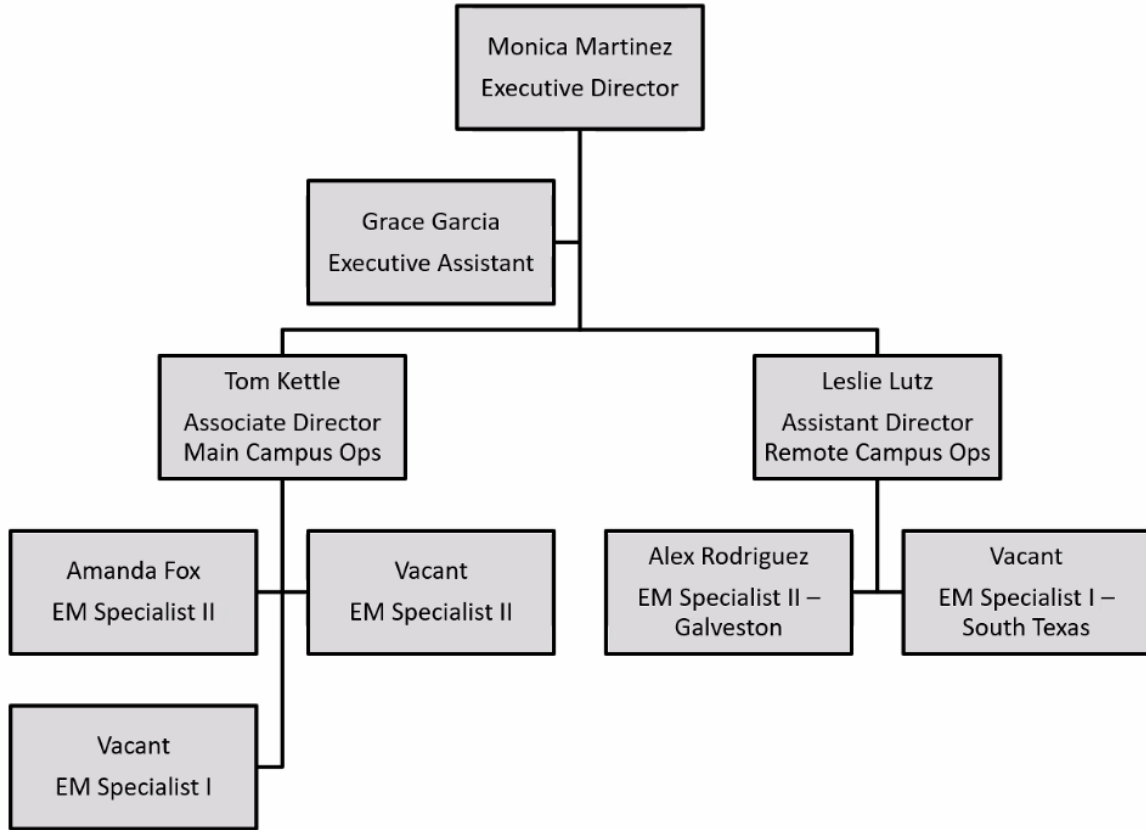 Monica Martinez
Executive Director
Grace Garcia
Executive Assistant
Tom Kettle
Associate Director
Main Campus Ops
Leslie Lutz
Assistant Director
Remote Campus Ops
Amanda Fox
EM Specialist II
Vacant
EM Specialist II
Alex Rodriguez
EM Specialist II –
Galveston
Vacant
EM Specialist I –
South Texas
Vacant
EM Specialist I